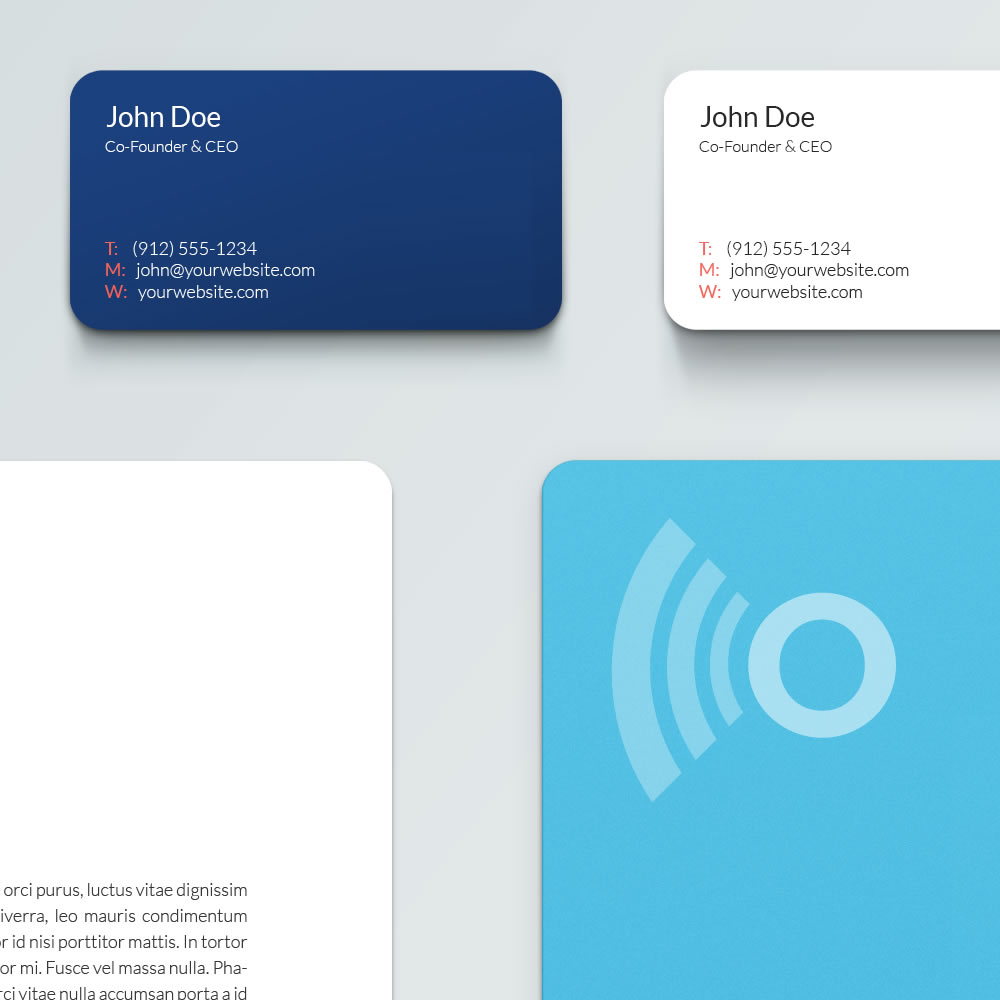 John Doe
Co-Founder & CEO
T: (912) 555-1234
M: john@yourwebsite.com
W: yourwebsite.com
John Doe
Co-Founder & CEO
T: (912) 555-1234
M: john@yourwebsite.com
W: yourwebsite.com
orci purus, luctus vitae dignissim
iverra, leo mauris condimentum
r id nisi porttitor mattis. In tortor
or mi. Fusce vel massa nulla. Pha-
rci vitae nulla accumsan porta a id